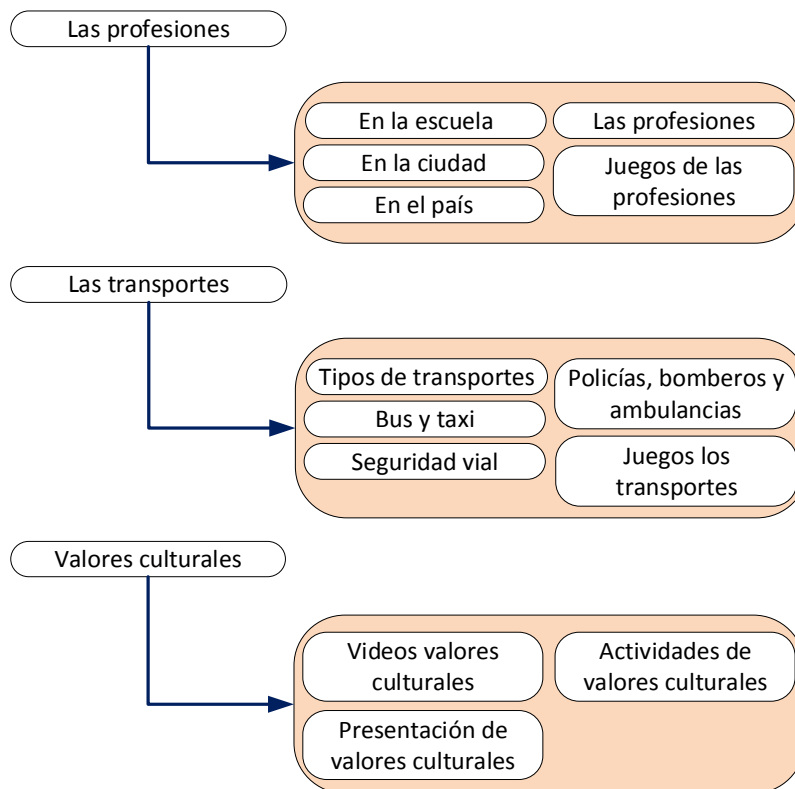 Las profesiones
En la escuela
En la ciudad
En el país
Las profesiones
Juegos de las
profesiones
Las transportes
Tipos de transportes
Bus y taxi
Seguridad vial
Policías, bomberos y
ambulancias
Juegos los
transportes
Valores culturales
Videos valores
culturales
Presentación de
valores culturales
Actividades de
valores culturales